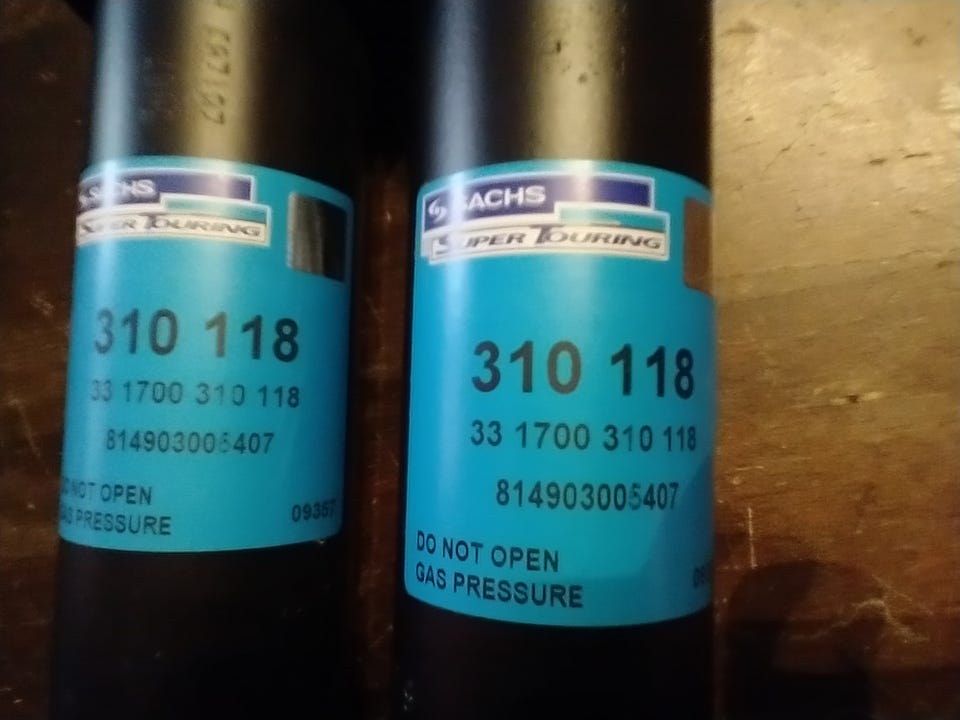 SACHS
SUPER TOURING
310 118
33 1700 310 118
814903005407
DO NOT OPEN
GAS PRESSURE
SACHS
SUPER TOURING
310 118
33 1700 310 118
814903005407
DO NOT OPEN
GAS PRESSURE